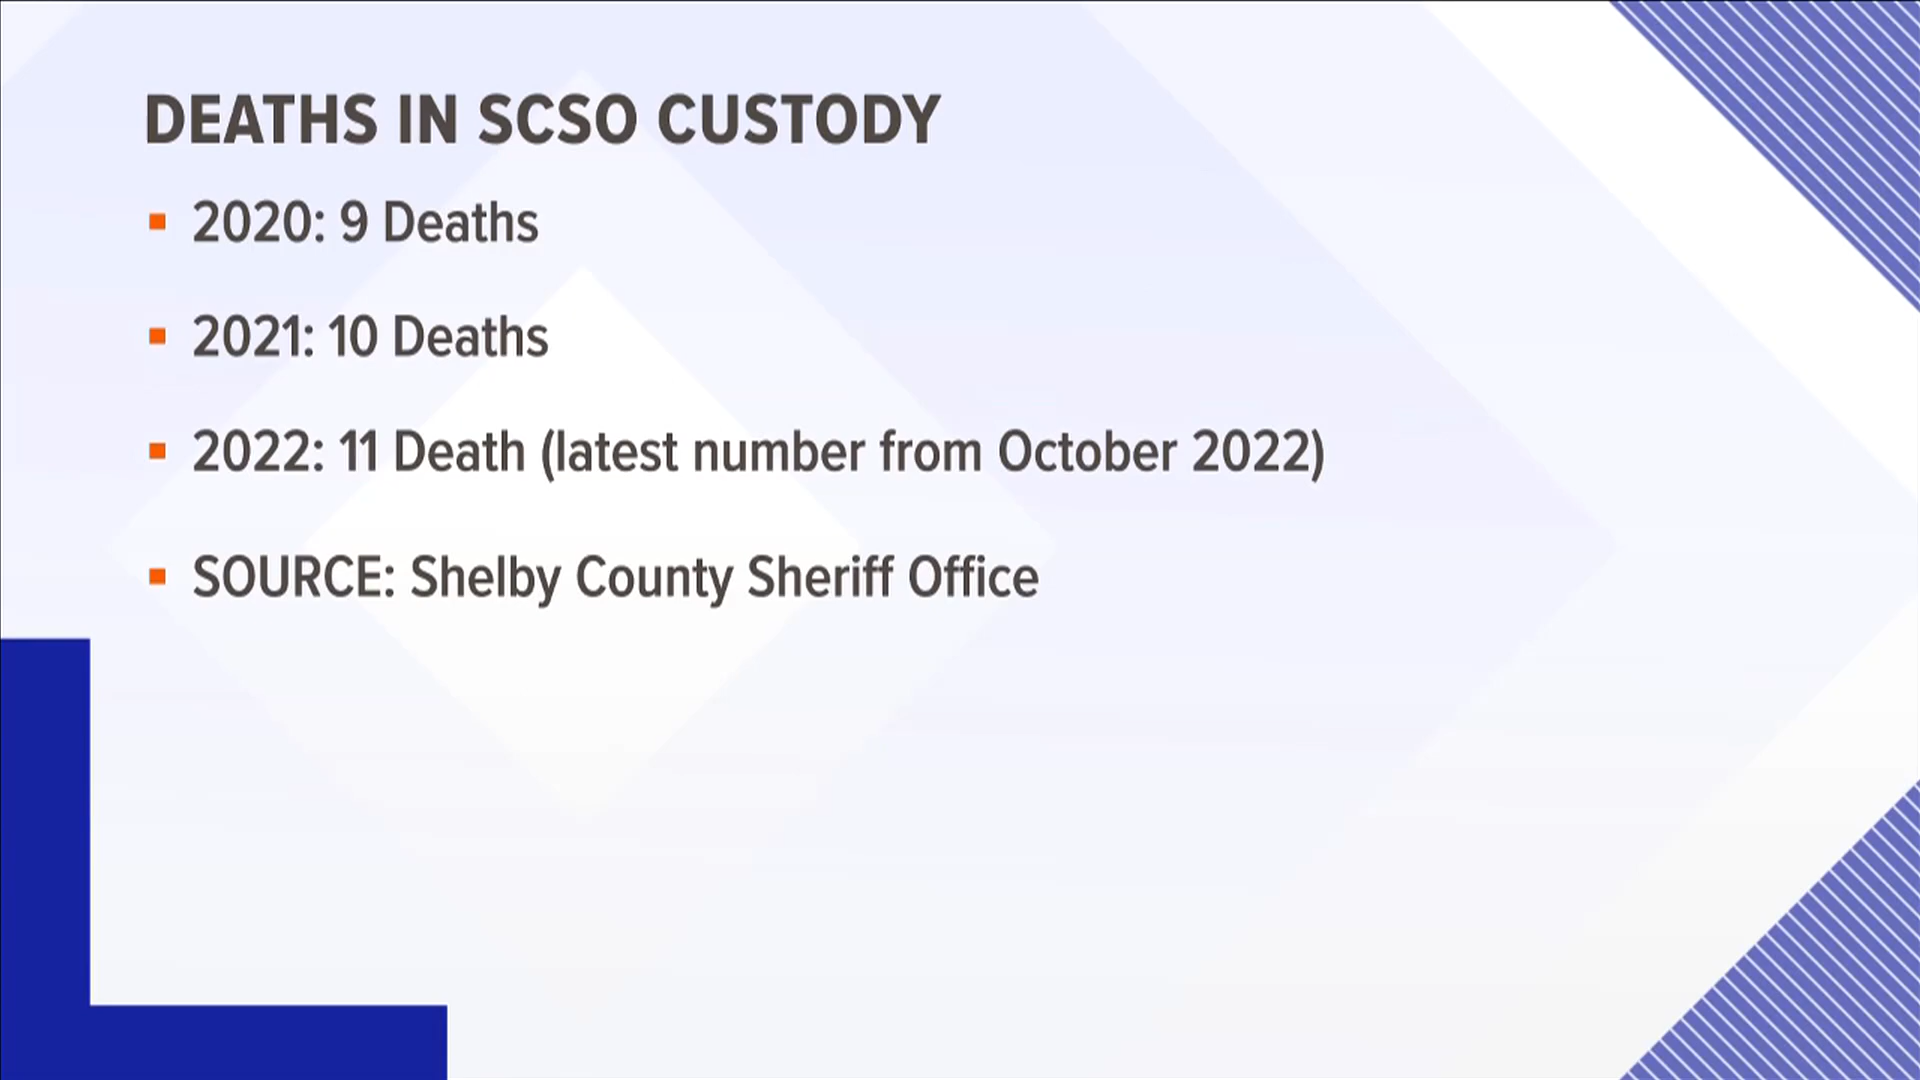 DEATHS IN SCSO CUSTODY
2020: 9 Deaths
2021: 10 Deaths
2022: 11 Death (latest number from October 2022)
SOURCE: Shelby County Sheriff Office